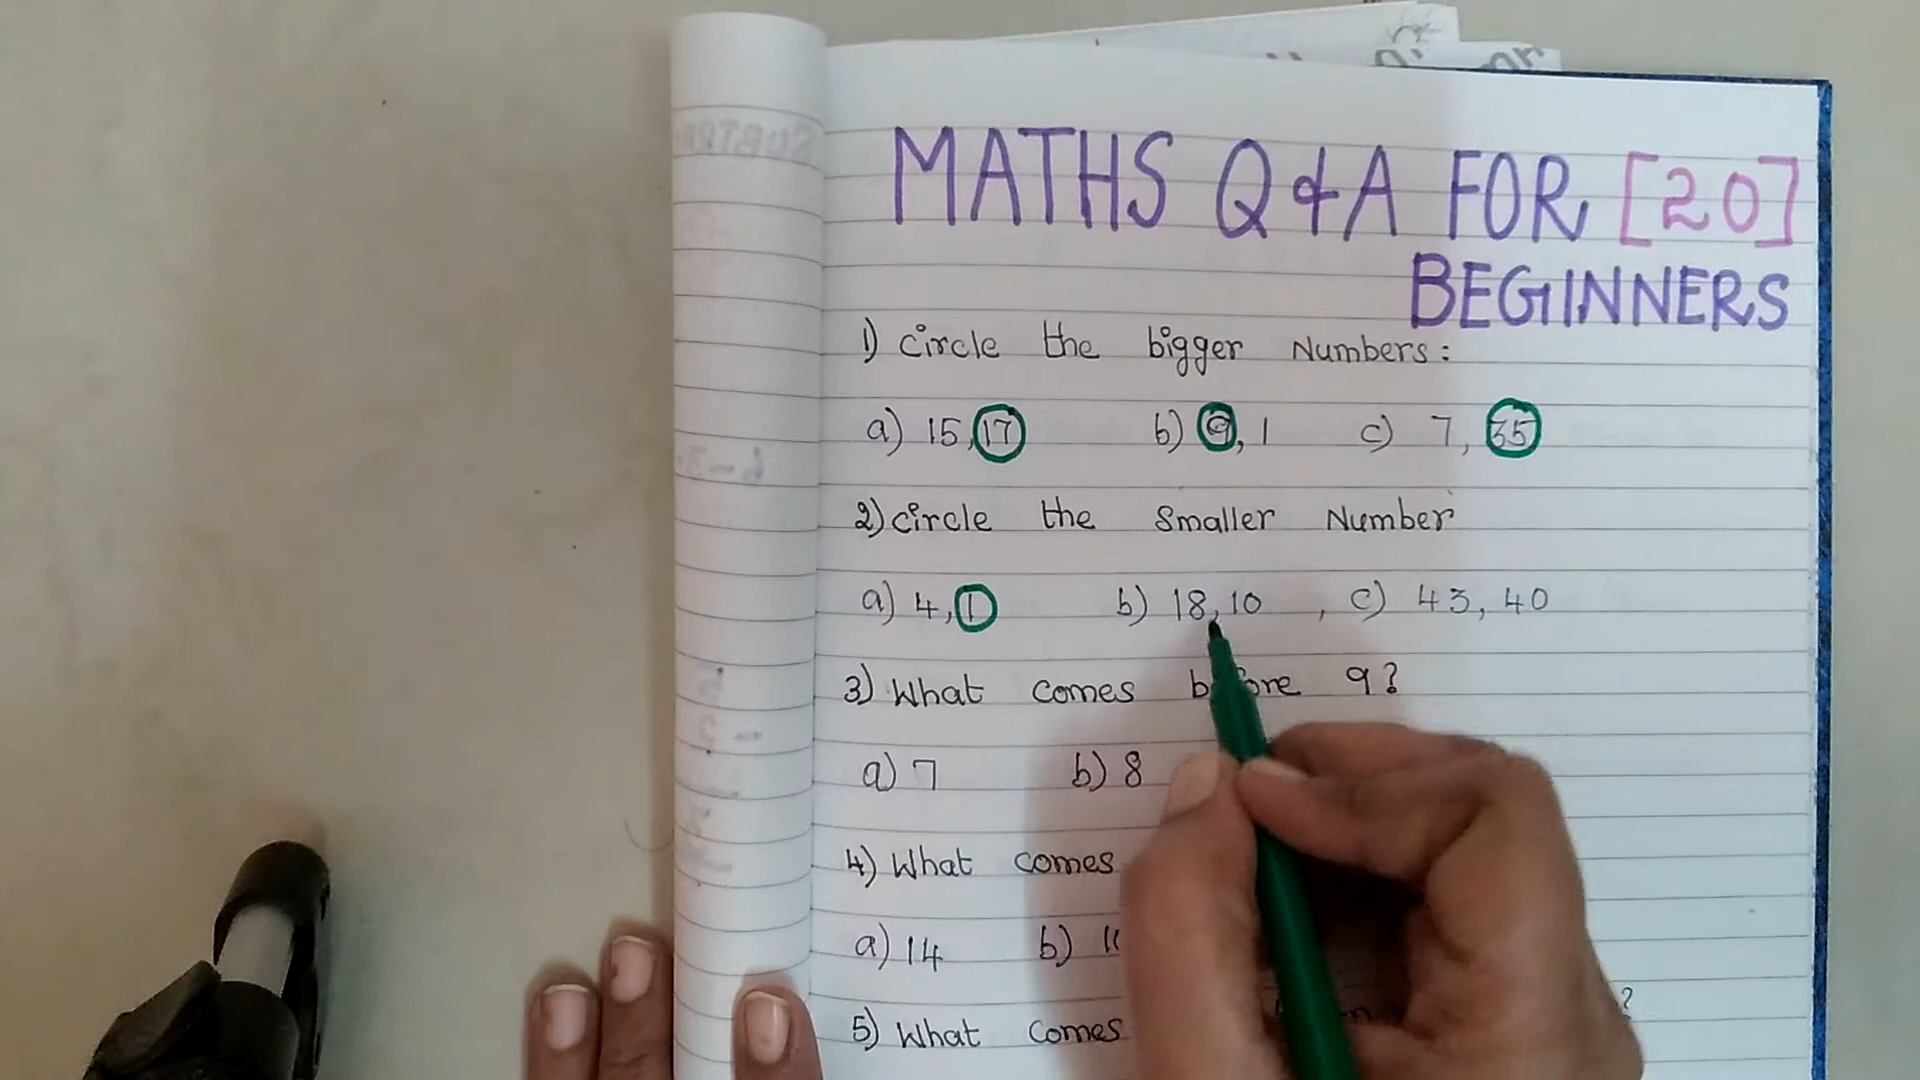 MATHS Q & A FOR [20]
BEGINNERS
1) Circle the bigger Numbers:
a) 15, 17 b) 9, 1 c) 7, 35
2) Circle the Smaller Number
a) 4, 1 b) 18, 10 , c) 43, 40
3) What comes before 9?
a) 7 b) 8
4) What comes
a) 14 b)
5) What comes ?